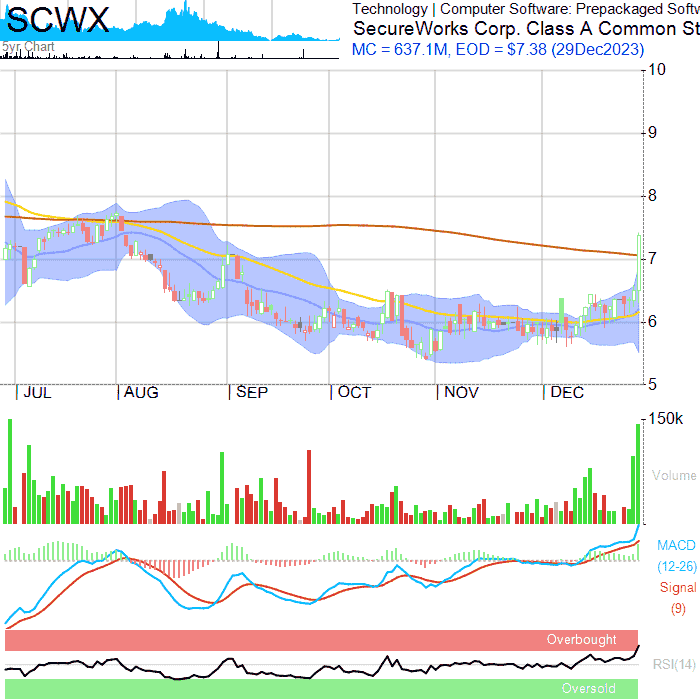 SCWX
5yr Chart
Technology | Computer Software: Prepackaged Softw
SecureWorks Corp. Class A Common St
MC = 637.1M, EOD = $7.38 (29Dec2023)
10
9
8
7
6
5
JUL AUG SEP OCT NOV DEC
150k
Volume
MACD
(12-26)
Signal
(9)
Overbought
RSI(14)
Oversold